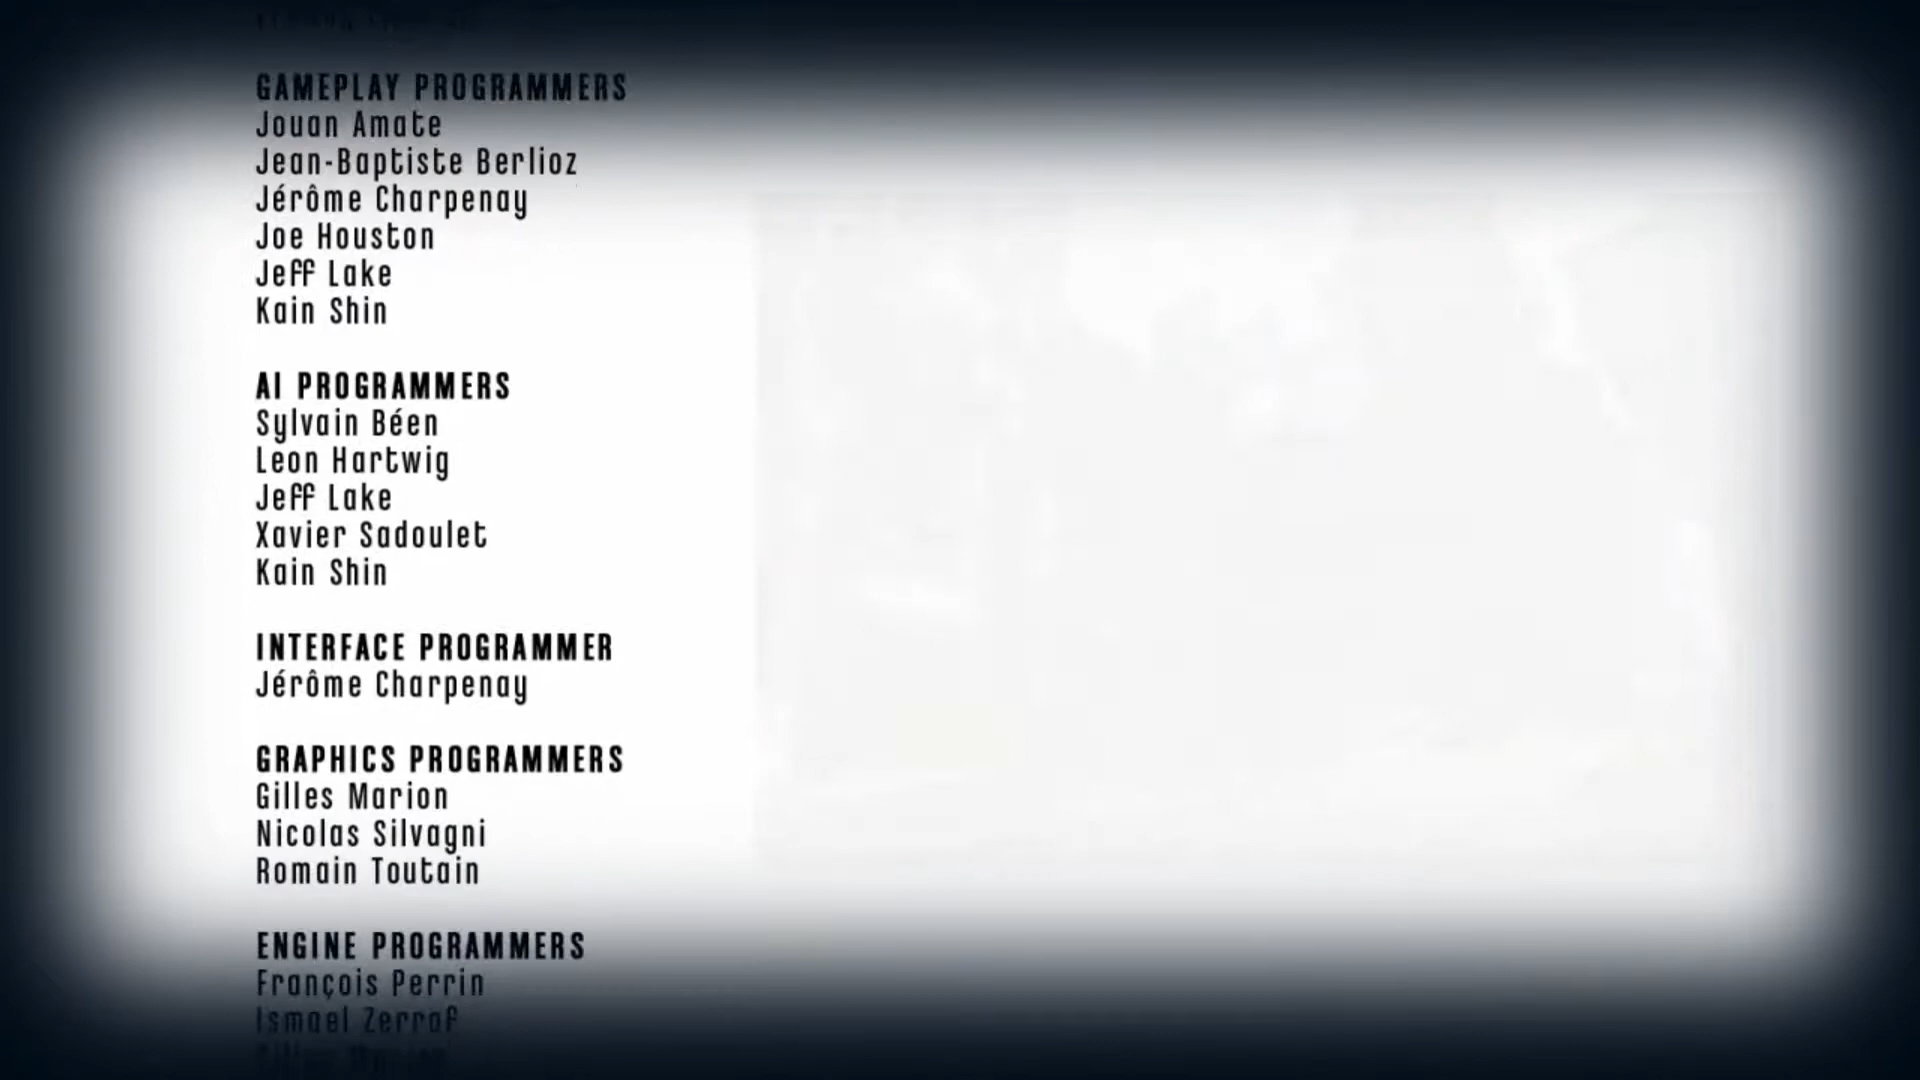 GAMEPLAY PROGRAMMERS
Jouan Amate
Jean-Baptiste Berlioz
Jérôme Charpenay
Joe Houston
Jeff Lake
Kain Shin
AI PROGRAMMERS
Sylvain Béen
Leon Hartwig
Jeff Lake
Xavier Sadoulet
Kain Shin
INTERFACE PROGRAMMER
Jérôme Charpenay
GRAPHICS PROGRAMMERS
Gilles Marion
Nicolas Silvagni
Romain Toutain
ENGINE PROGRAMMERS
François Perrin
Ismael Zerrof